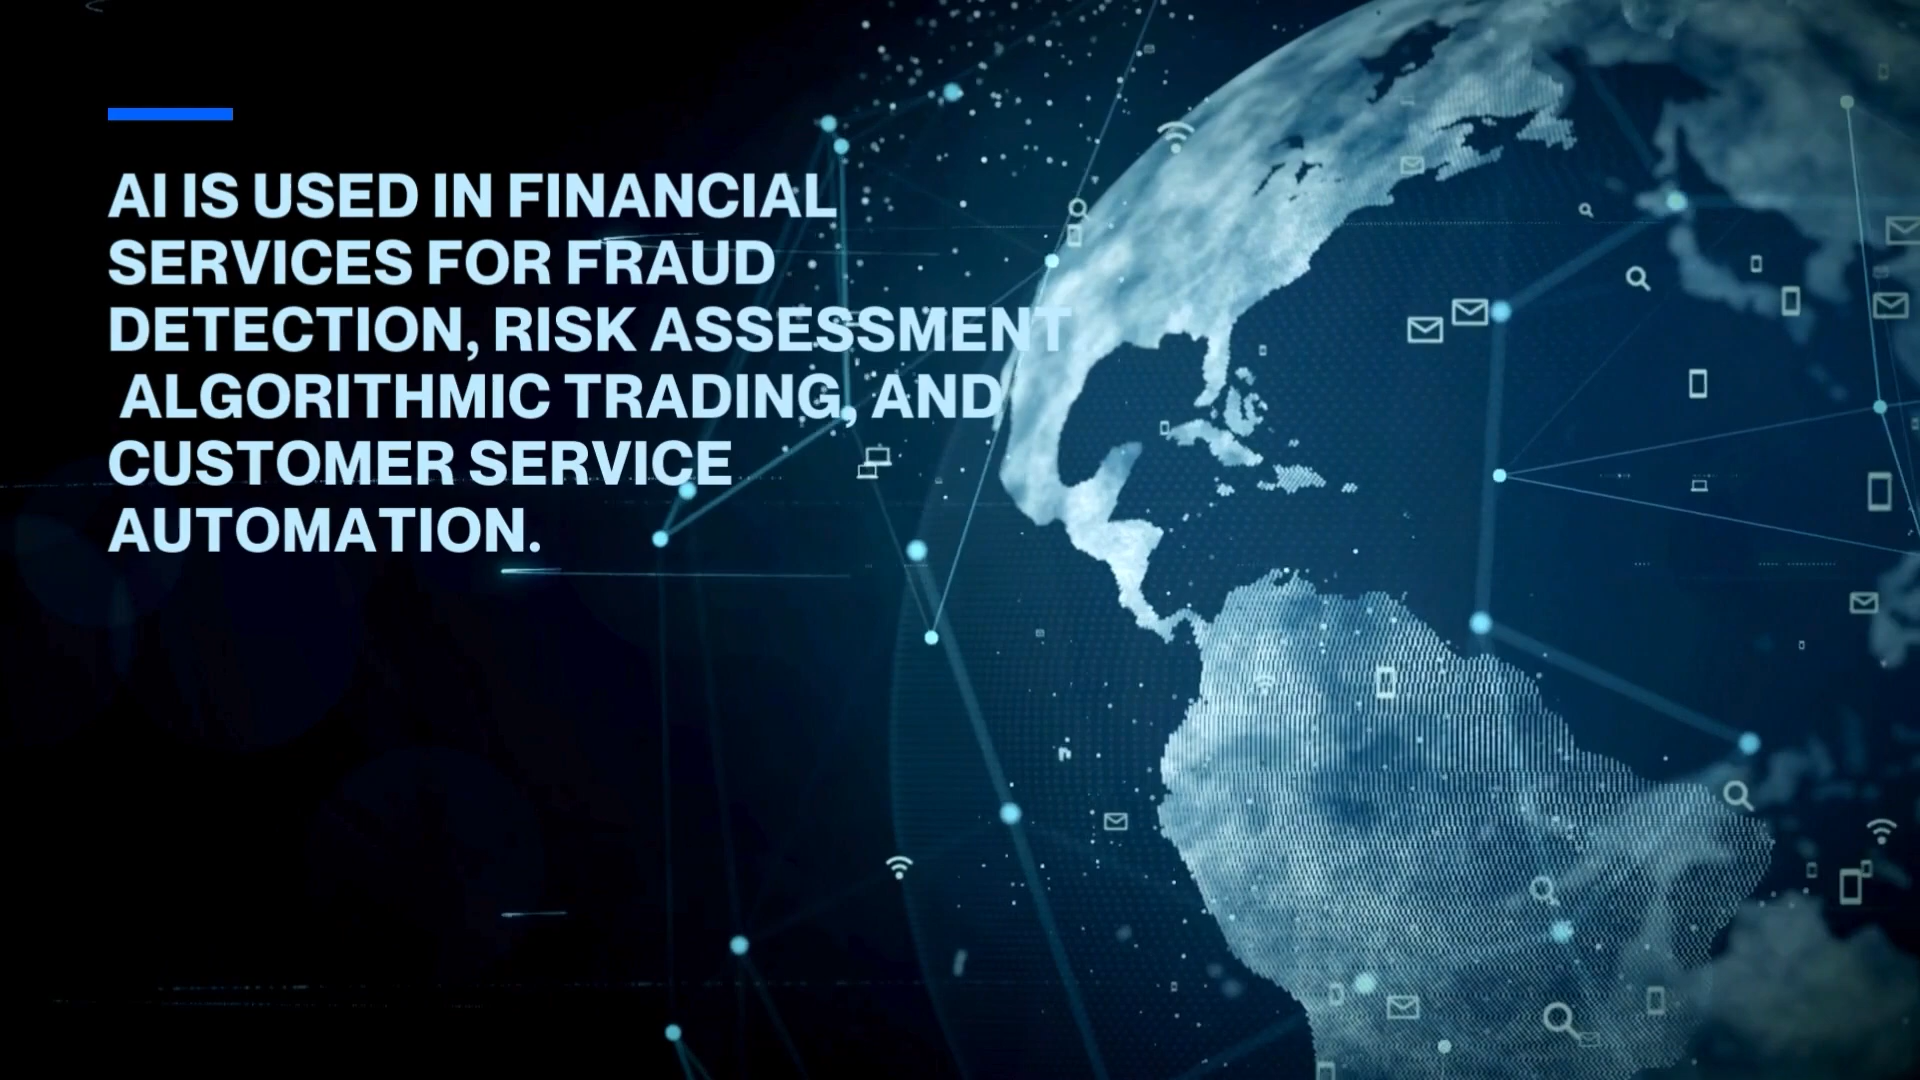 AI IS USED IN FINANCIAL
SERVICES FOR FRAUD
DETECTION, RISK ASSESSMENT
ALGORITHMIC TRADING, AND
CUSTOMER SERVICE
AUTOMATION.